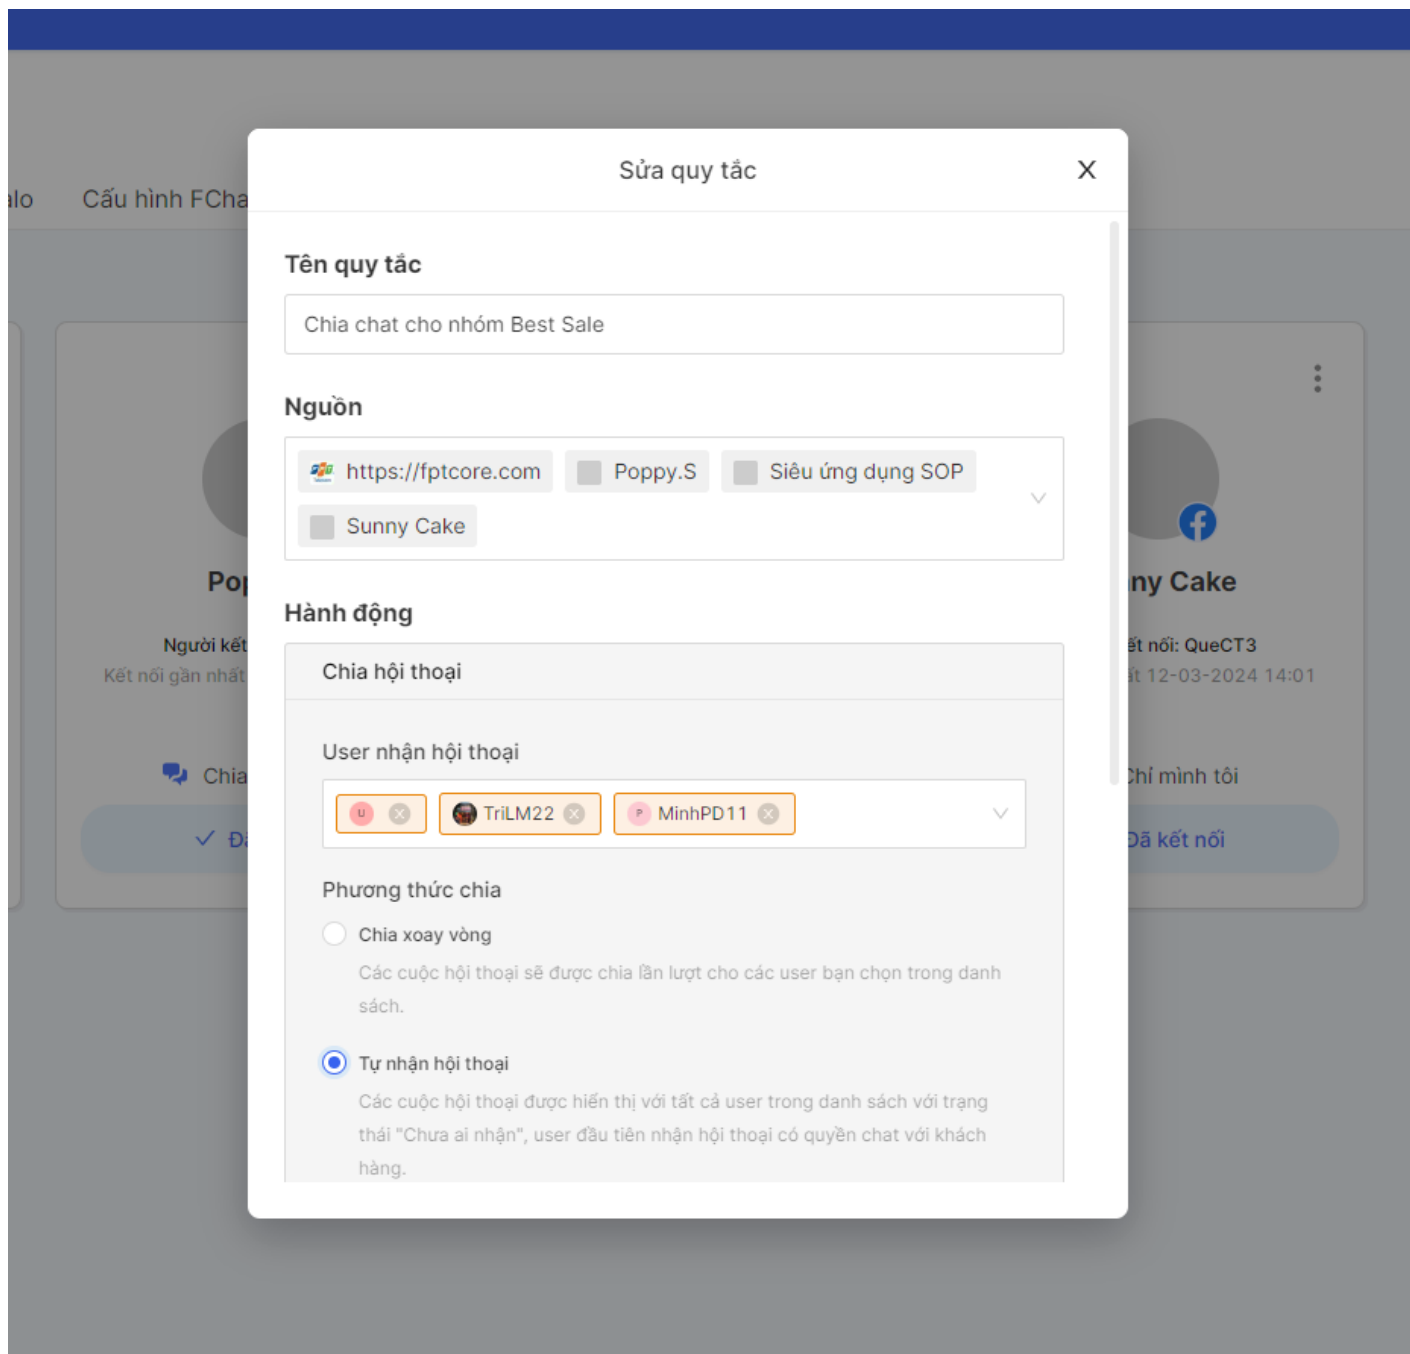 Sửa quy tắc
X
alo
Cấu hình FCha
Tên quy tắc
Chia chat cho nhóm Best Sale
Nguồn
https://fptcore.com
Poppy.S
Siêu ứng dụng SOP
Sunny Cake
Pop
ny Cake
Hành động
Người kết
ết nối: QueCT3
Kết nối gần nhất
ất 12-03-2024 14:01
Chia hội thoại
User nhận hội thoại
Chia
Chỉ mình tôi
U
TriLM22
P
MinhPD11
Đã kết nối
Phương thức chia
Chia xoay vòng
Các cuộc hội thoại sẽ được chia lần lượt cho các user bạn chọn trong danh
sách.
Tự nhận hội thoại
Các cuộc hội thoại được hiển thị với tất cả user trong danh sách với trạng
thái "Chưa ai nhận", user đầu tiên nhận hội thoại có quyền chat với khách
hàng.